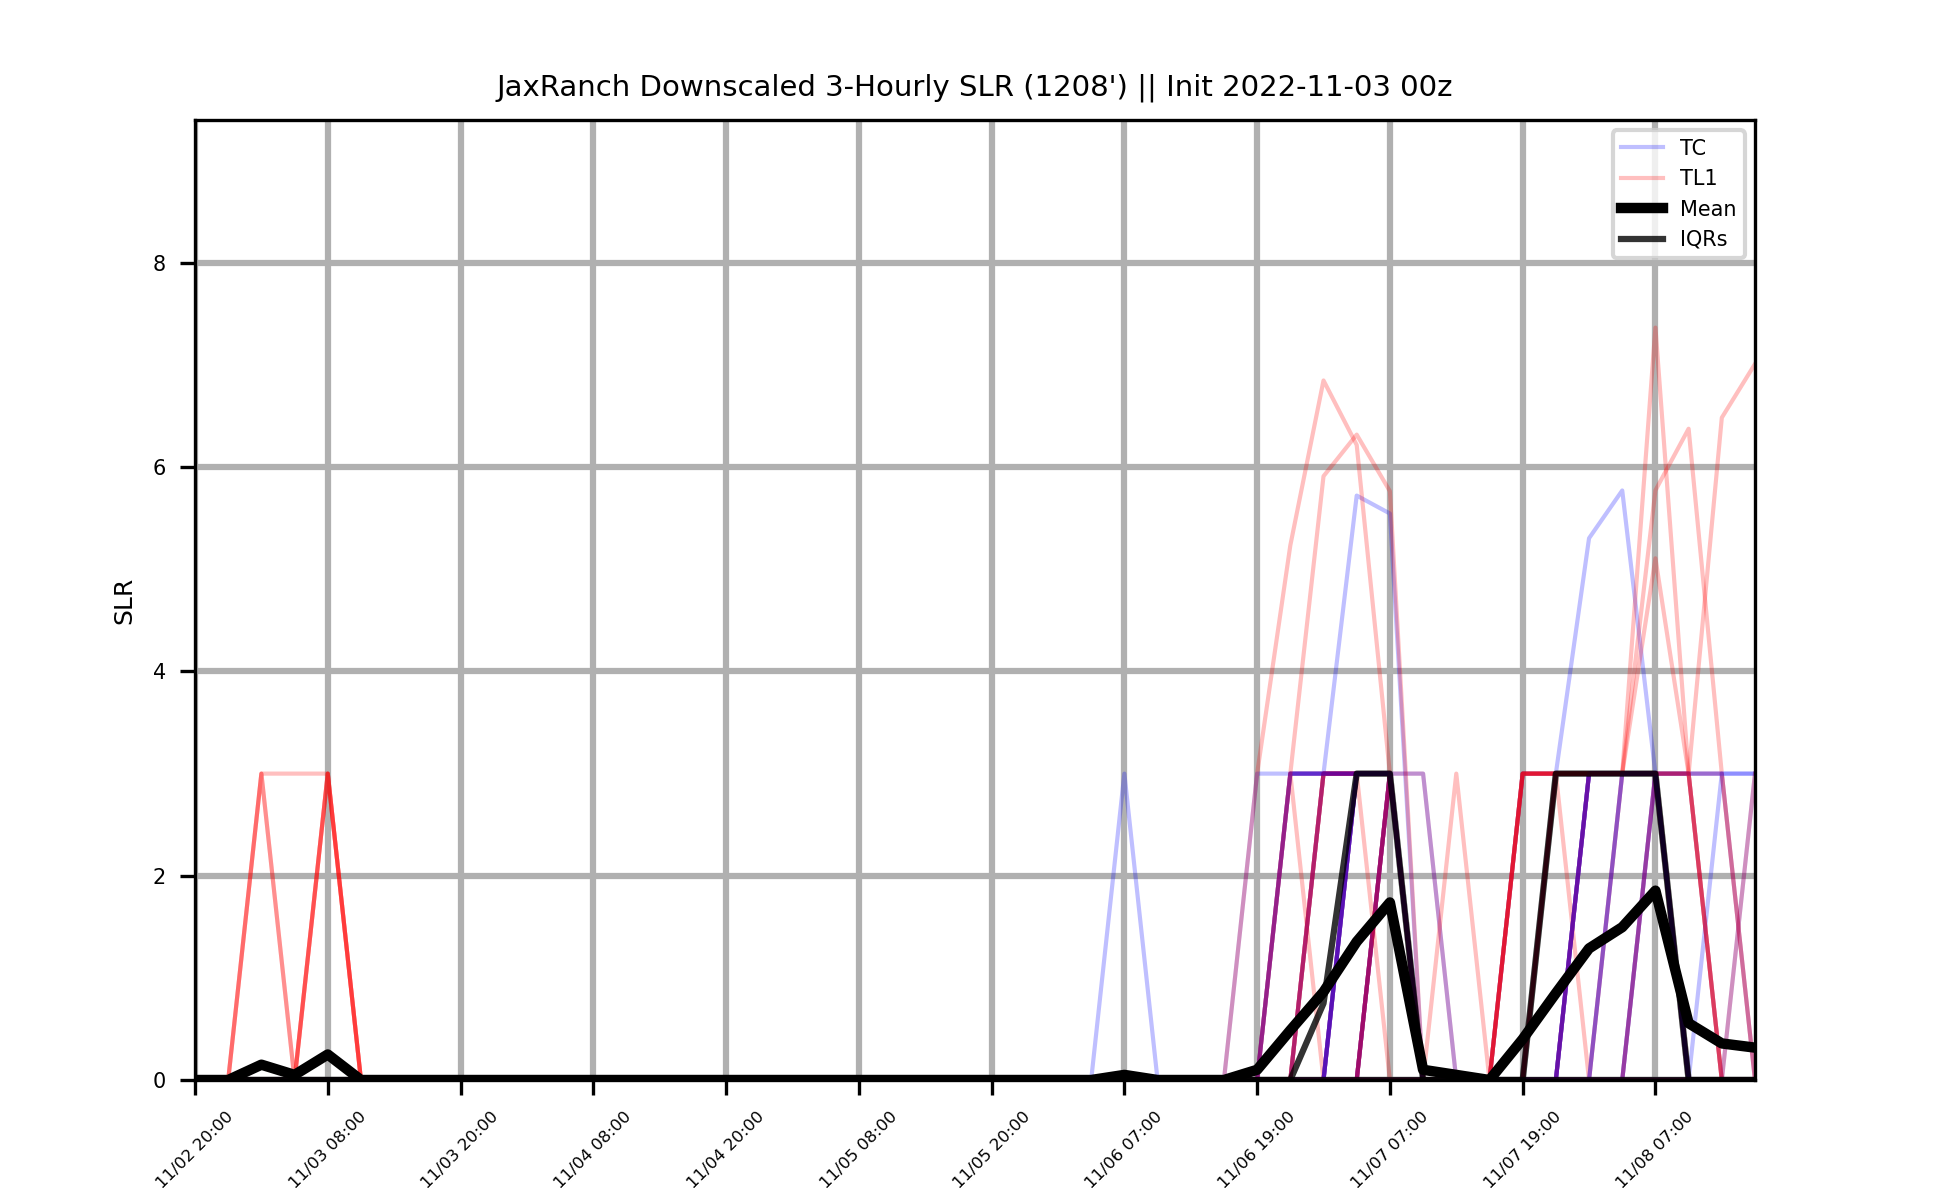 JaxRanch Downscaled 3-Hourly SLR (1208') || Init 2022-11-03 00z
TC
TL1
Mean
IQRs
8
6
4
2
0
SLR
11/02 20:00
11/03 08:00
11/03 20:00
11/04 08:00
11/04 20:00
11/05 08:00
11/05 20:00
11/06 07:00
11/06 19:00
11/07 07:00
11/07 19:00
11/08 07:00